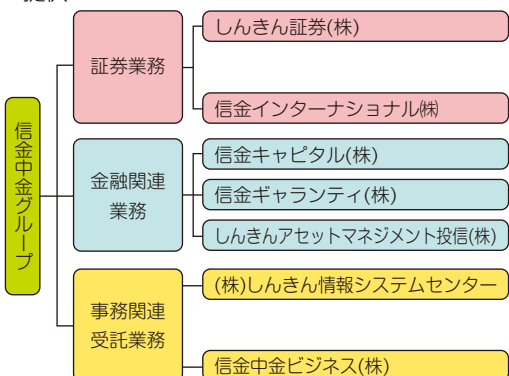 信金中金グループ
証券業務
しんきん証券(株)
信金インターナショナル㈱
金融関連
業務
信金キャピタル(株)
信金ギャランティ(株)
しんきんアセットマネジメント投信(株)
事務関連
受託業務
(株)しんきん情報システムセンター
信金中金ビジネス(株)